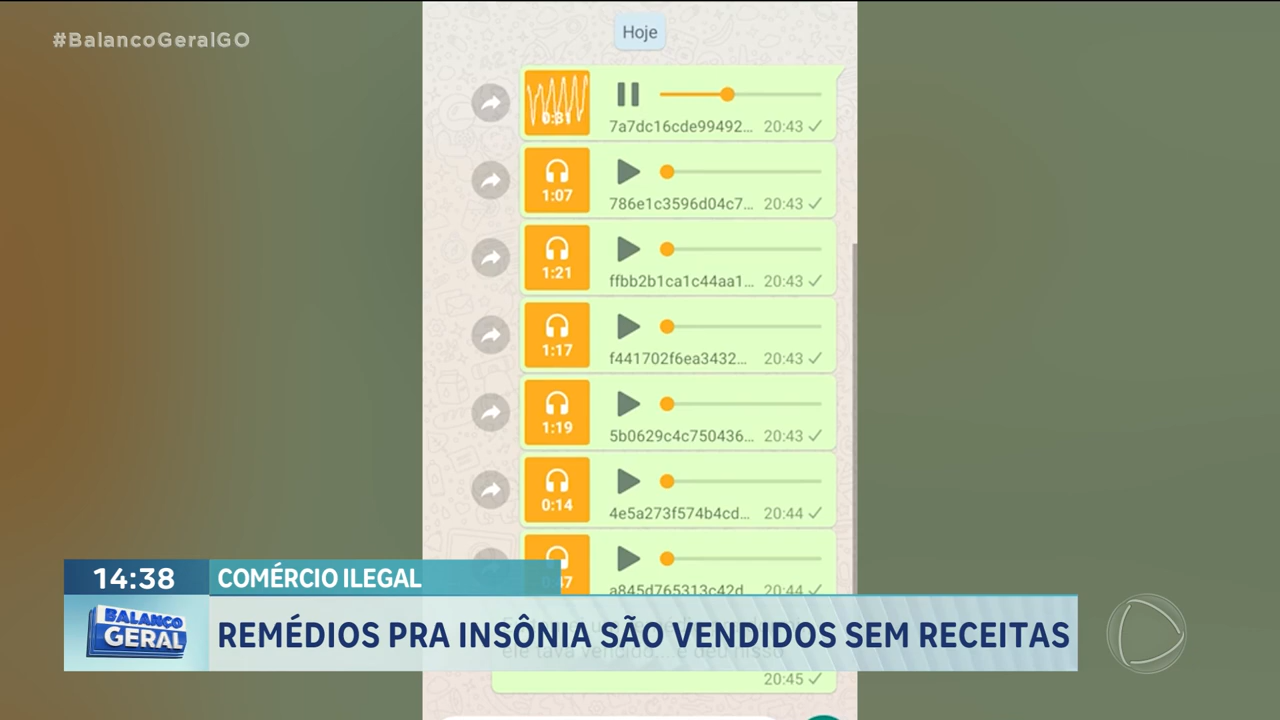 #BalancoGeralGO
Hoje
0:31
7a7dc16cde99492... 20:43
1:07
786e1c3596d04c7... 20:43
1:21
ffbb2b1ca1c44aa1... 20:43
1:17
f441702f6ea3432... 20:43
1:19
5b0629c4c750436... 20:43
0:14
4e5a273f574b4cd... 20:44
a845d765313c42d 20:44
14:38 COMÉRCIO ILEGAL
BALANCO
GERAL
REMÉDIOS PRA INSÔNIA SÃO VENDIDOS SEM RECEITAS
20:45